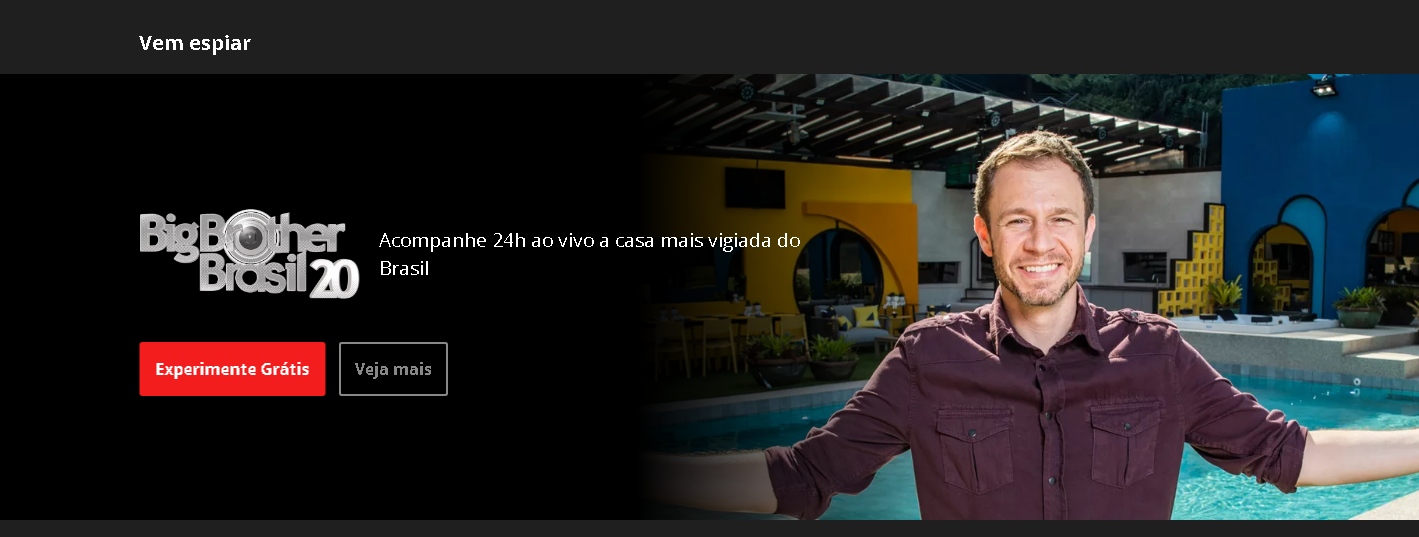 Vem espiar
Big Brother
Brasil 20
Acompanhe 24h ao vivo a casa mais vigiada do
Brasil
Experimente Grátis
Veja mais